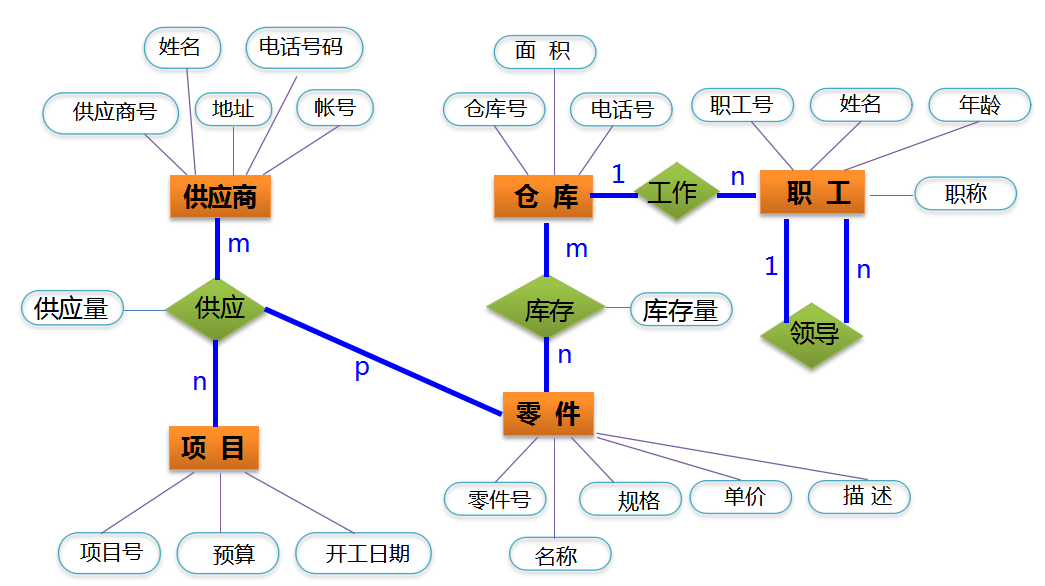 姓名
电话号码
面 积
供应商号
地址
帐号
仓库号
电话号
职工号
姓名
年龄
供应商
仓 库
1
工作
n
职 工
职称
m
m
1
n
供应量
供应
库存
库存量
领导
p
n
n
零 件
项 目
零件号
规格
单价
描 述
项目号
预算
开工日期
名称